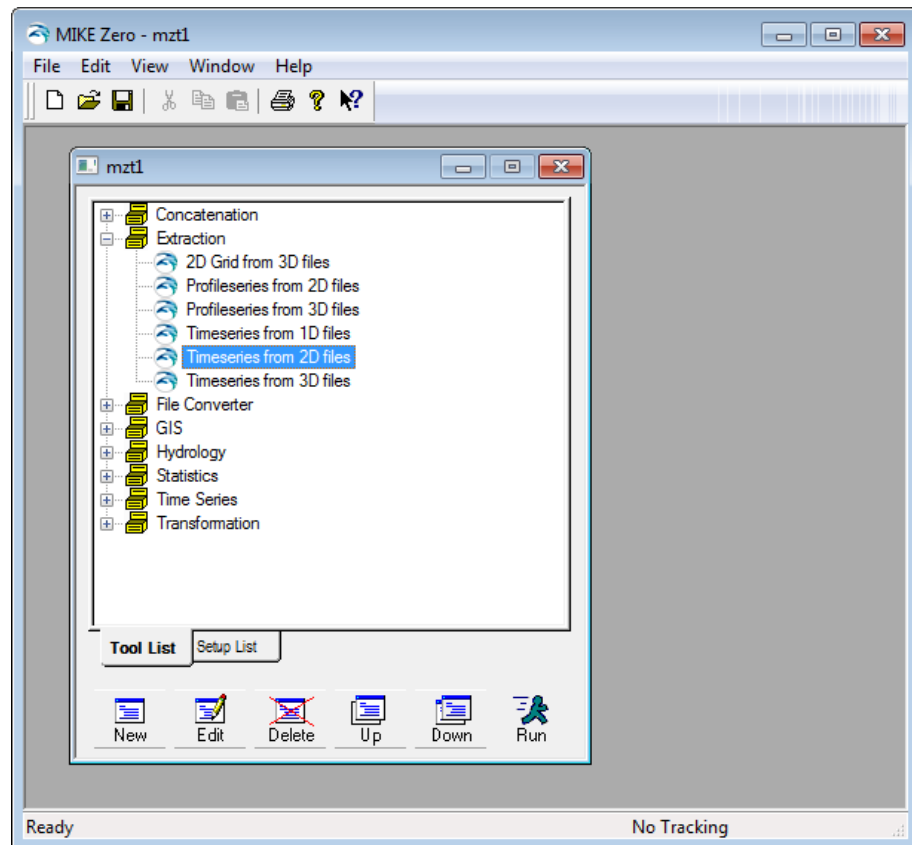 MIKE Zero - mzt1
File Edit View Window Help
mzt1
Concatenation
Extraction
2D Grid from 3D files
Profileseries from 2D files
Profileseries from 3D files
Timeseries from 1D files
Timeseries from 2D files
Timeseries from 3D files
File Converter
GIS
Hydrology
Statistics
Time Series
Transformation
Tool List Setup List
New Edit Delete Up Down Run
Ready No Tracking